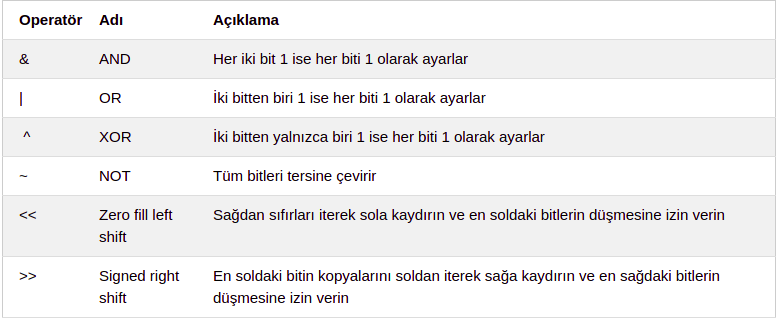 Operatör Adı Açıklama
& AND Her iki bit 1 ise her biti 1 olarak ayarlar
| OR İki bitten biri 1 ise her biti 1 olarak ayarlar
^ XOR İki bitten yalnızca biri 1 ise her biti 1 olarak ayarlar
~ NOT Tüm bitleri tersine çevirir
<< Zero fill left Sağdan sıfırları iterek sola kaydırın ve en soldaki bitlerin düşmesine izin verin
shift
>> Signed right En soldaki bitin kopyalarını soldan iterek sağa kaydırın ve en sağdaki bitlerin
shift düşmesine izin verin